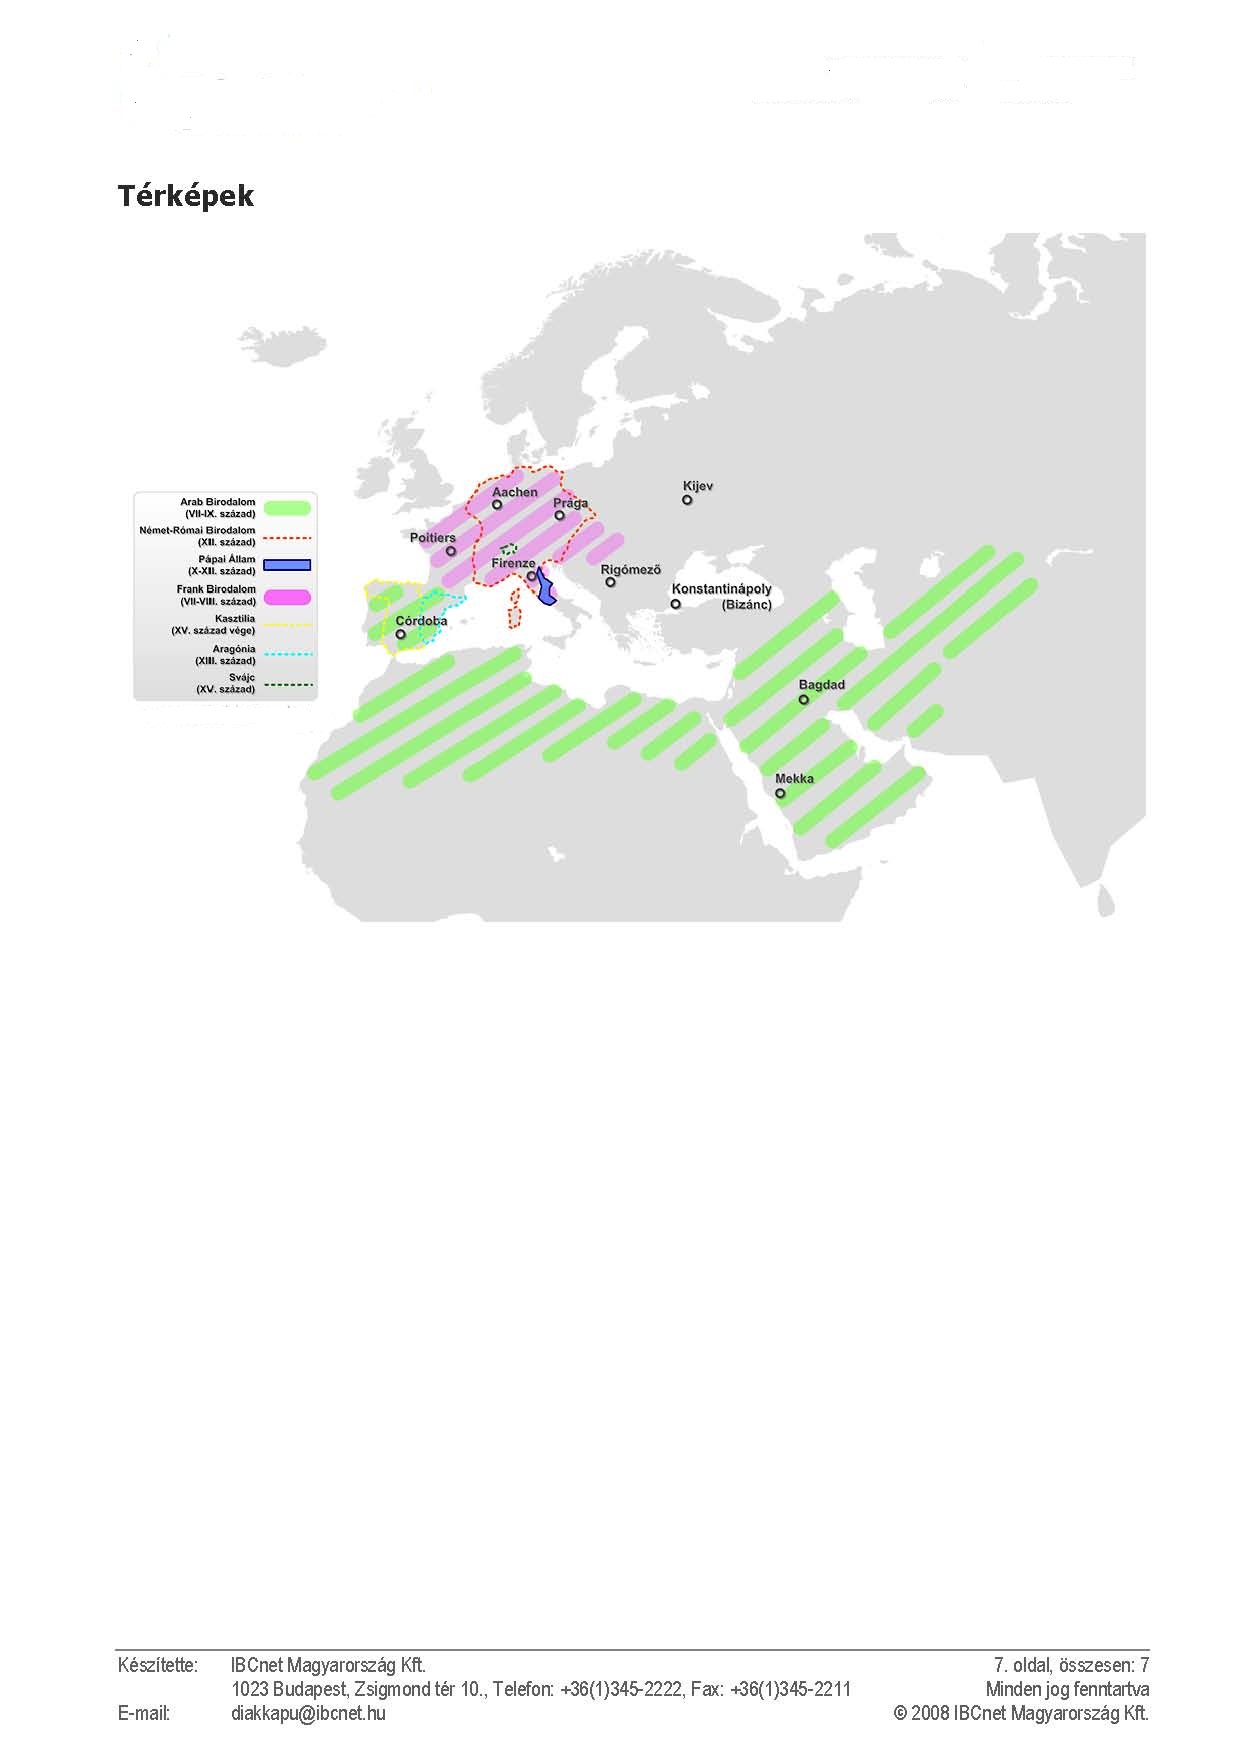 Térképek
Aachen
Prága
Kijev
Poitiers
Firenze
Rigómező
Konstantinápoly
(Bizánc)
Córdoba
Bagdad
Mekka
Arab Birodalom
(VII-IX. század)
Német-Római Birodalom
(XII. század)
Pápai Állam
(X-XII. század)
Frank Birodalom
(VII-VIII. század)
Kasztília
(XV. század vége)
Aragónia
(XIII. század)
Svájc
(XV. század)
Készítette: IBCnet Magyarország Kft. 7. oldal, összesen: 7
1023 Budapest, Zsigmond tér 10., Telefon: +36(1)345-2222, Fax: +36(1)345-2211 Minden jog fenntartva
E-mail: diakkapu@ibcnet.hu © 2008 IBCnet Magyarország Kft.